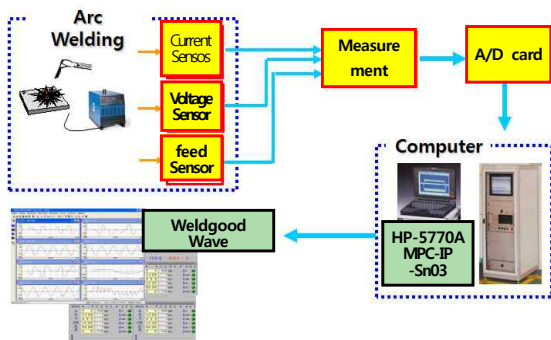 Arc
Welding
Current
Sensos
Voltage
Sensor
feed
Sensor
Measure
ment
A/D card
Computer
HP-5770A
MPC-IP
-Sn03
Weldgood
Wave